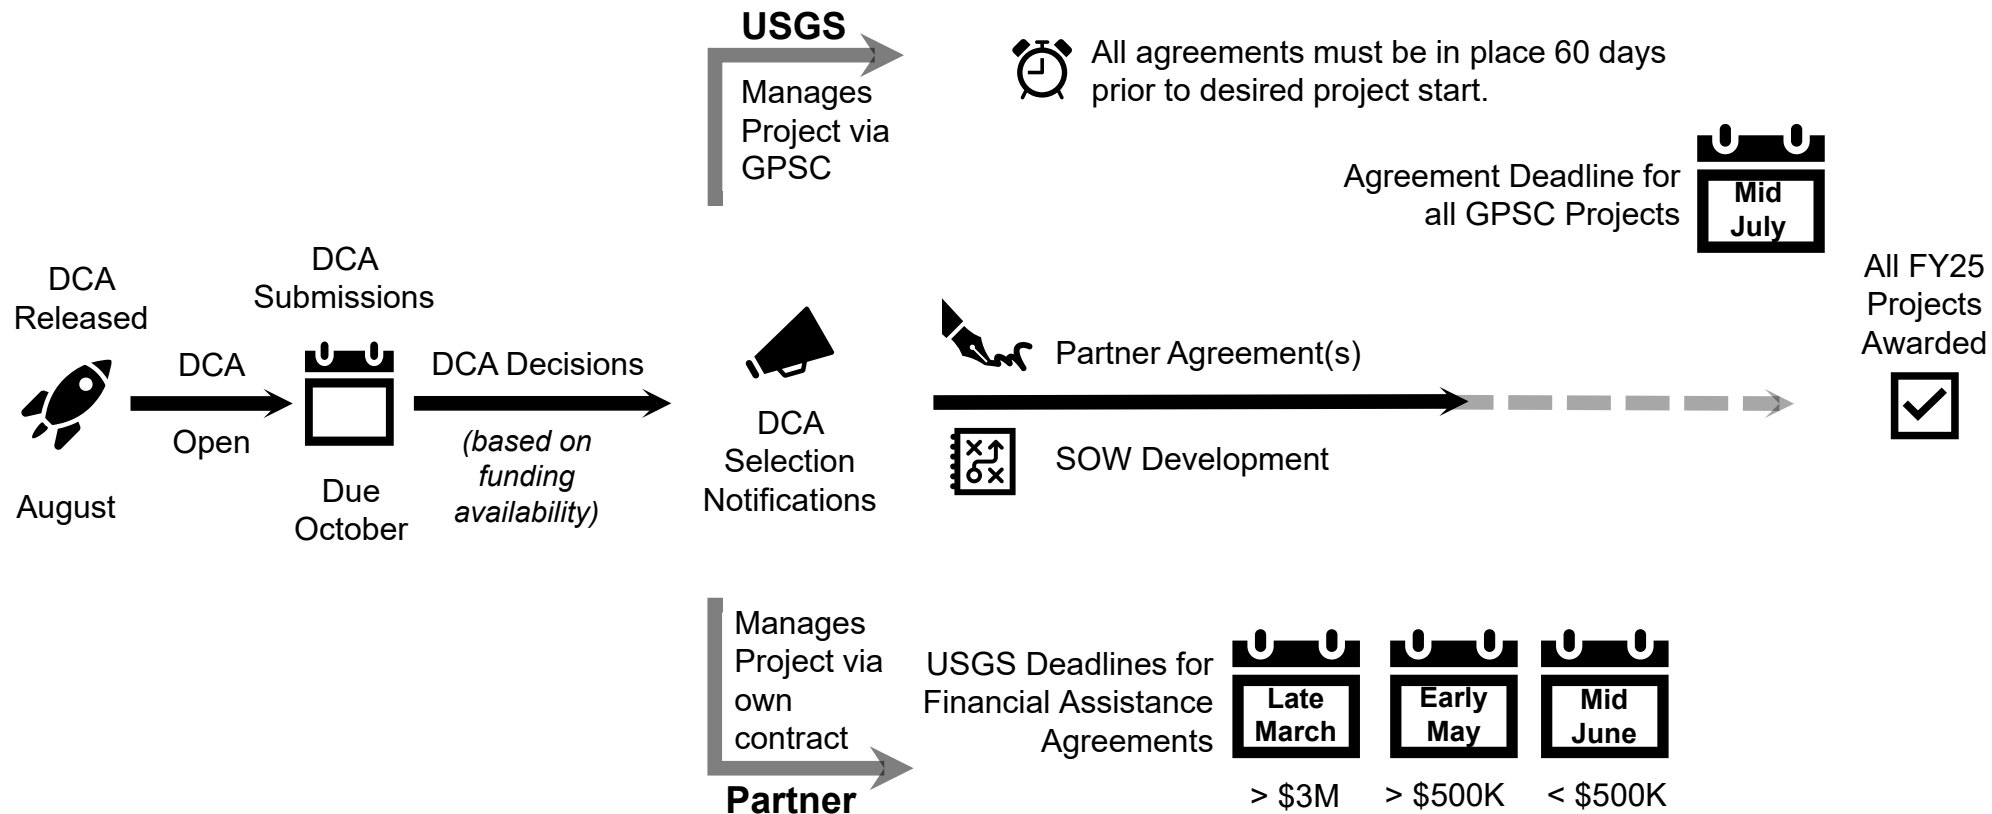 USGS
Manages
Project via
GPSC
All agreements must be in place 60 days
prior to desired project start.
Agreement Deadline for
all GPSC Projects
Mid
July
DCA
Released
August
DCA
Open
DCA
Submissions
Due
October
DCA Decisions
(based on
funding
availability)
DCA
Selection
Notifications
Partner Agreement(s)
SOW Development
All FY25
Projects
Awarded
Manages
Project via
own
contract
Partner
USGS Deadlines for
Financial Assistance
Agreements
Late
March
> $3M
Early
May
> $500K
Mid
June
< $500K